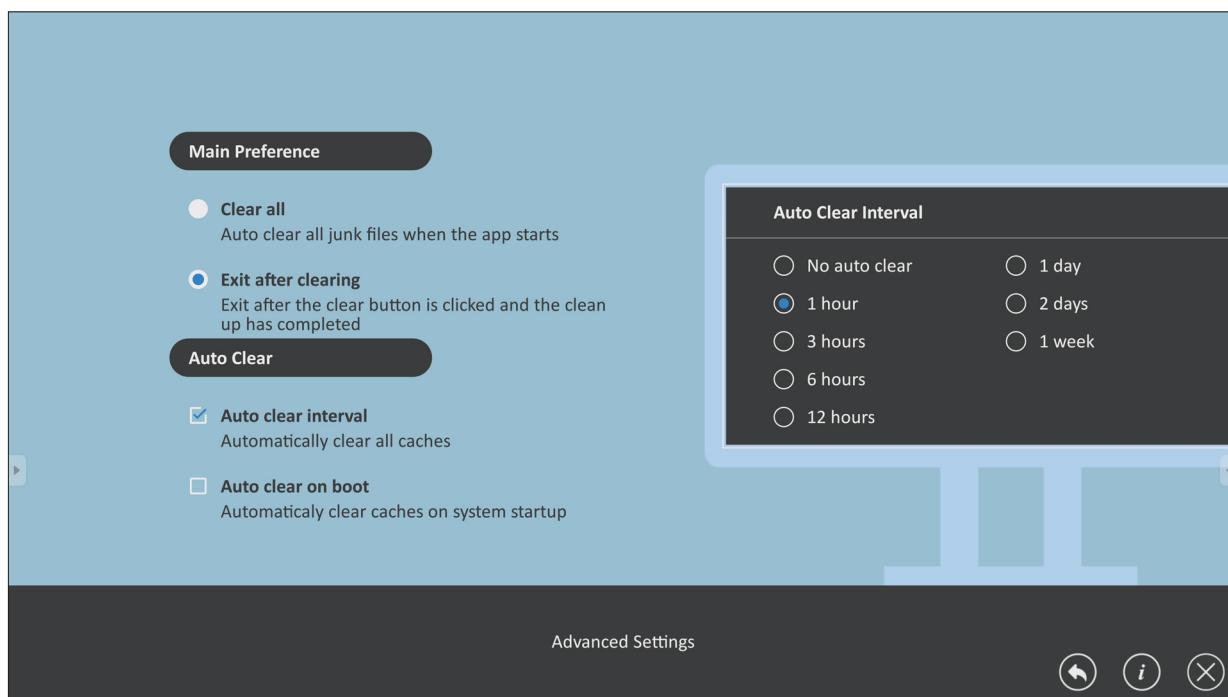 Main Preference
Clear all
Auto clear all junk files when the app starts
Exit after clearing
Exit after the clear button is clicked and the clean
up has completed
Auto Clear
Auto clear interval
Automatically clear all caches
Auto clear on boot
Automaticaly clear caches on system startup
Auto Clear Interval
No auto clear
1 hour
3 hours
6 hours
12 hours
1 day
2 days
1 week
Advanced Settings
i